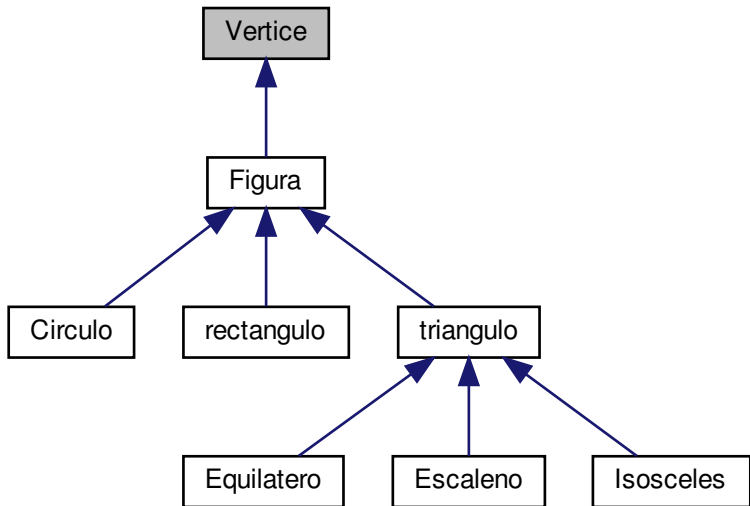 Vertice
Figura
Circulo
rectangulo
triangulo
Equilatero
Escaleno
Isosceles